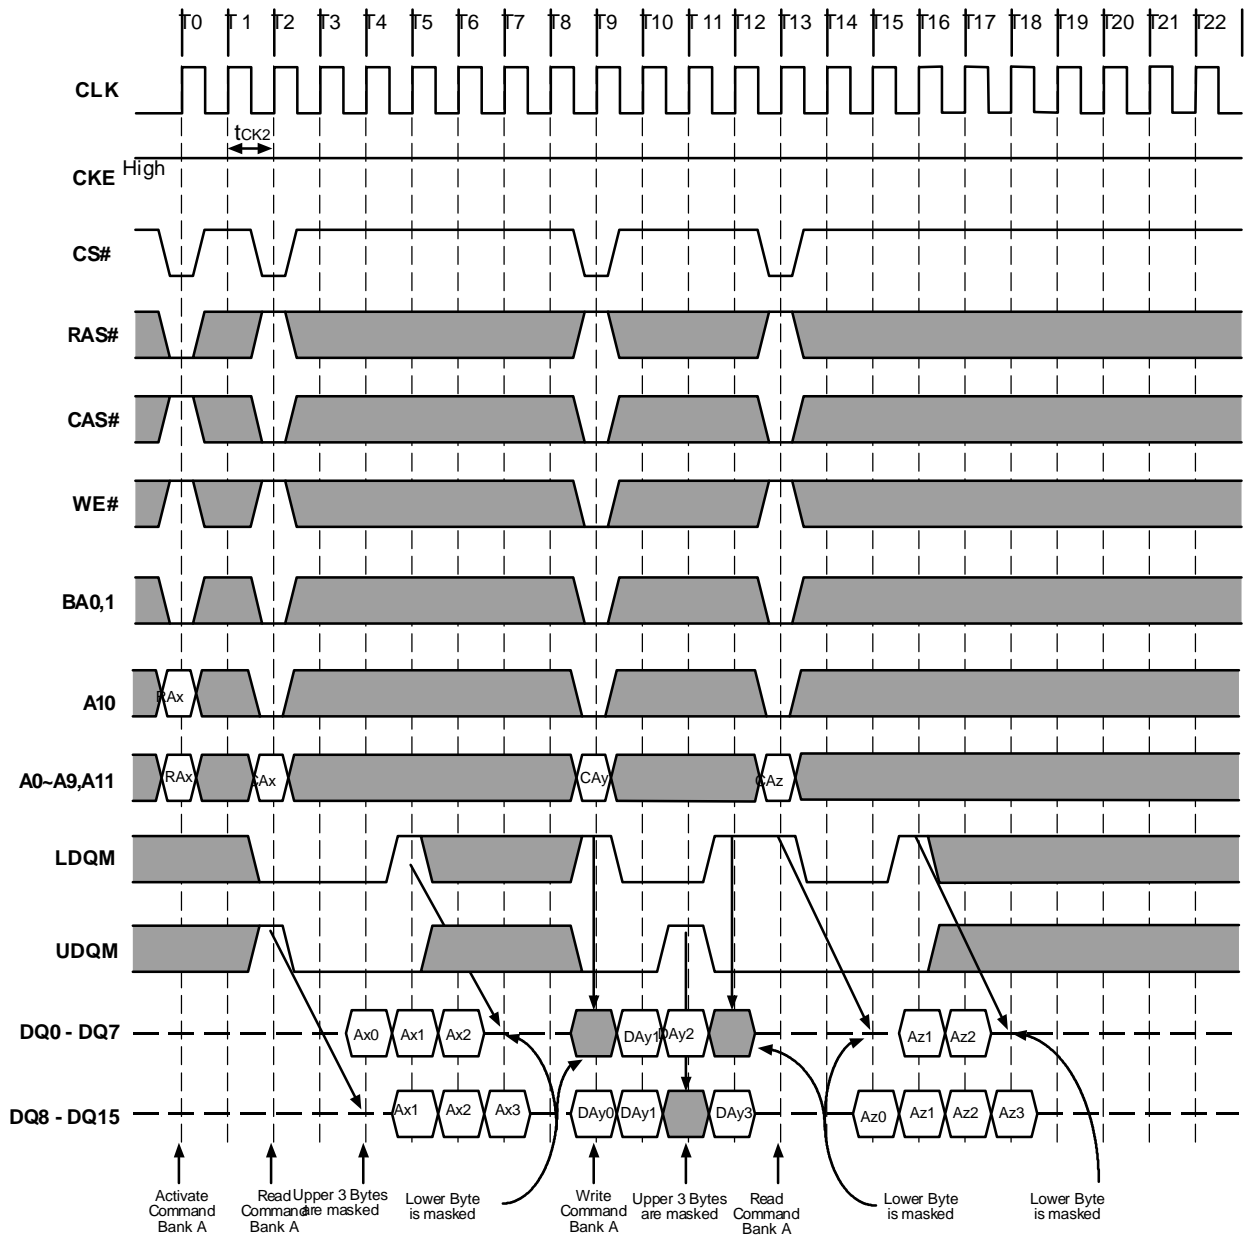 T0 T 1 T2 T3 T4 T5 T6 T7 T8 T9 T10 T 11 T12 T13 T14 T15 T16 T17 T18 T19 T20 T21 T22
CLK
tCK2
High
CKE
CS#
RAS#
CAS#
WE#
BA0,1
RAx
A10
RAx CAx CAy CAz
A0~A9,A11
LDQM
UDQM
DQ0 - DQ7
Ax0 Ax1 Ax2 DAy1 DAy2 Az1 Az2
DQ8 - DQ15
Ax1 Ax2 Ax3 DAy0 DAy1 DAy3 Az0 Az1 Az2 Az3
Activate
Command
Bank A
Read
Command
Bank A
Upper 3 Bytes
are masked
Lower Byte
is masked
Write
Command
Bank A
Upper 3 Bytes
are masked
Read
Command
Bank A
Lower Byte
is masked
Lower Byte
is masked